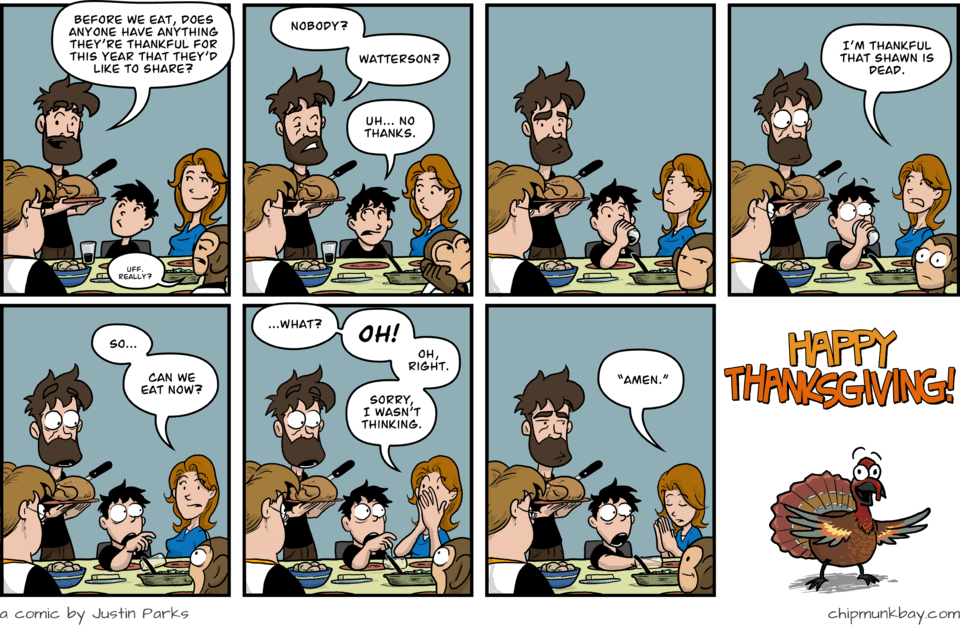 BEFORE WE EAT, DOES
ANYONE HAVE ANYTHING
THEY'RE THANKFUL FOR
THIS YEAR THAT THEY'D
LIKE TO SHARE?
UFF.
REALLY?
NOBODY?
WATTERSON?
UH... NO
THANKS.
I'M THANKFUL
THAT SHAWN IS
DEAD.
SO...
CAN WE
EAT NOW?
...WHAT?
OH!
OH,
RIGHT.
SORRY,
I WASN'T
THINKING.
"AMEN."
HAPPY
THANKSGIVING!
a comic by Justin Parks
chipmunkbay.com